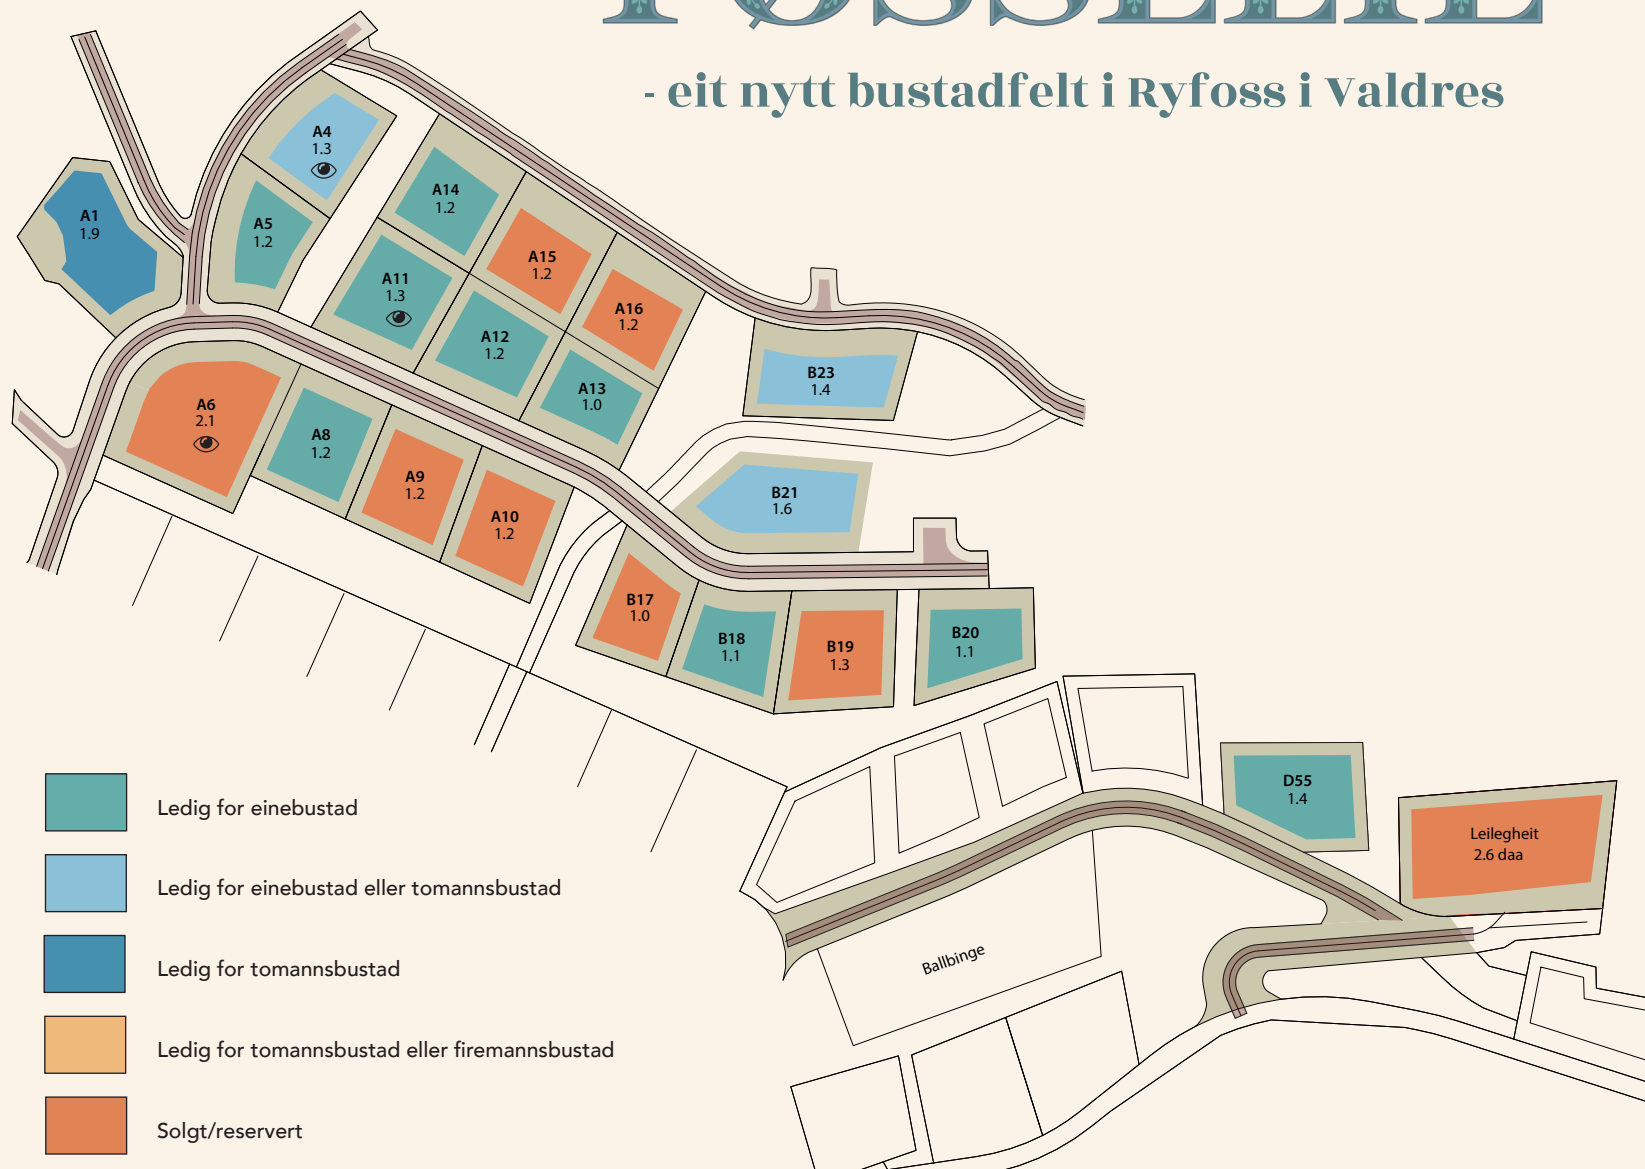 - eit nytt bustadfelt i Ryfoss i Valdres
A4
1.3
A1
1.9
A5
1.2
A14
1.2
A15
1.2
A11
1.3
A16
1.2
A12
1.2
A13
1.0
B23
1.4
A6
2.1
A8
1.2
A9
1.2
A10
1.2
B21
1.6
B17
1.0
B18
1.1
B19
1.3
B20
1.1
D55
1.4
Leilegheit
2.6 daa
Ballbinge
Ledig for einebustad
Ledig for einebustad eller tomannsbustad
Ledig for tomannsbustad
Ledig for tomannsbustad eller firemannsbustad
Solgt/reservert